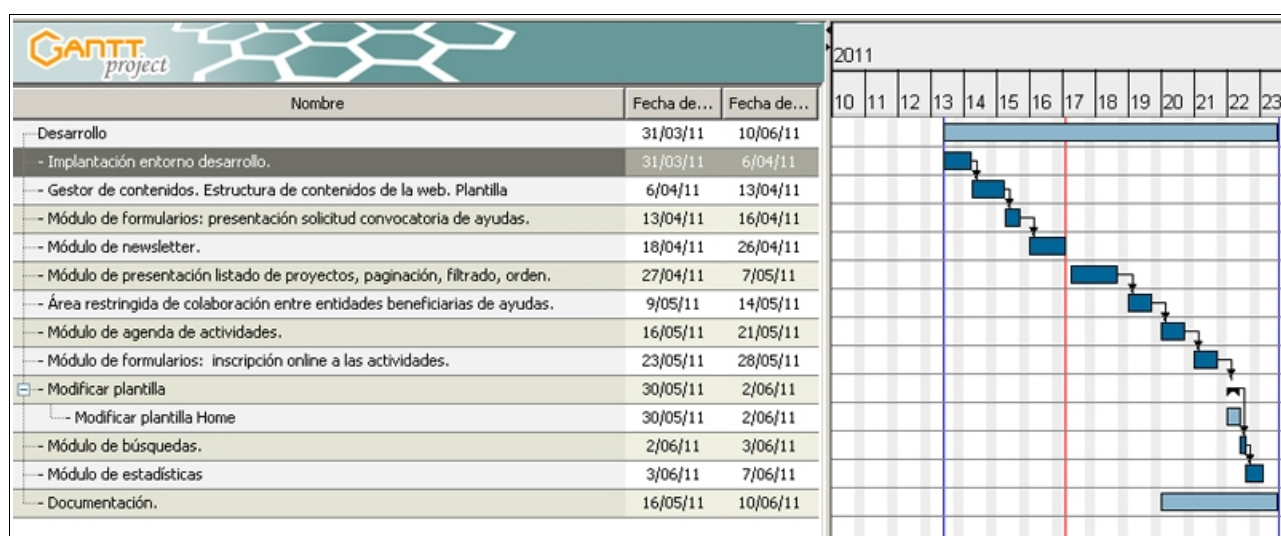 GANTT
project
2011
Nombre Fecha de... Fecha de... 10 11 12 13 14 15 16 17 18 19 20 21 22 23
Desarrollo 31/03/11 10/06/11
- Implantación entorno desarrollo. 31/03/11 6/04/11
- Gestor de contenidos. Estructura de contenidos de la web. Plantilla 6/04/11 13/04/11
- Módulo de formularios: presentación solicitud convocatoria de ayudas. 13/04/11 16/04/11
- Módulo de newsletter. 18/04/11 26/04/11
- Módulo de presentación listado de proyectos, paginación, filtrado, orden. 27/04/11 7/05/11
- Área restringida de colaboración entre entidades beneficiarias de ayudas. 9/05/11 14/05/11
- Módulo de agenda de actividades. 16/05/11 21/05/11
- Módulo de formularios: inscripción online a las actividades. 23/05/11 28/05/11
- Modificar plantilla 30/05/11 2/06/11
- Modificar plantilla Home 30/05/11 2/06/11
- Módulo de búsquedas. 2/06/11 3/06/11
- Módulo de estadísticas 3/06/11 7/06/11
- Documentación. 16/05/11 10/06/11